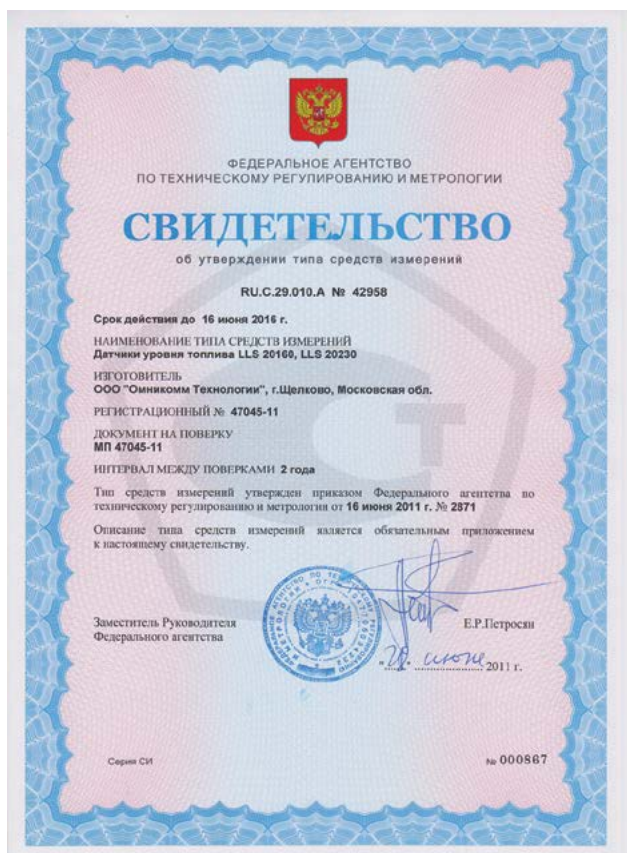 ФЕДЕРАЛЬНОЕ АГЕНТСТВО
ПО ТЕХНИЧЕСКОМУ РЕГУЛИРОВАНИЮ И МЕТРОЛОГИИ
СВИДЕТЕЛЬСТВО
об утверждении типа средств измерений
RU.C.29.010.A № 42958
Срок действия до 16 июня 2016 г.
НАИМЕНОВАНИЕ ТИПА СРЕДСТВ ИЗМЕРЕНИЙ
Датчики уровня топлива LLS 20160, LLS 20230
ИЗГОТОВИТЕЛЬ
ООО "Омникомм Технологии", г.Щелково, Московская обл.
РЕГИСТРАЦИОННЫЙ № 47045-11
ДОКУМЕНТ НА ПОВЕРКУ
МП 47045-11
ИНТЕРВАЛ МЕЖДУ ПОВЕРКАМИ 2 года
Тип средств измерений утвержден приказом Федерального агентства по
техническому регулированию и метрологии от 16 июня 2011 г. № 2871
Описание типа средств измерений является обязательным приложением
к настоящему свидетельству.
Заместитель Руководителя
Федерального агентства
Е.Р.Петросян
"20" июня 2011 г.
Серия СИ
№ 000867